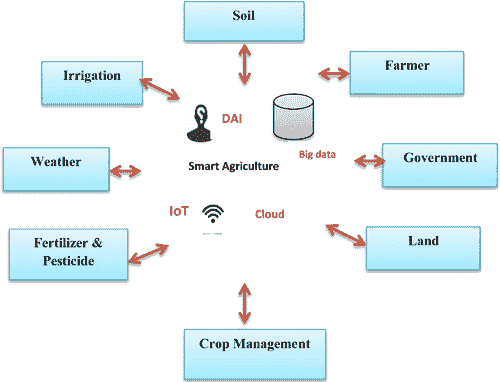 Soil
Irrigation
Farmer
DAI
Big data
Weather
Smart Agriculture
Government
IoT
Cloud
Fertilizer &
Pesticide
Land
Crop Management